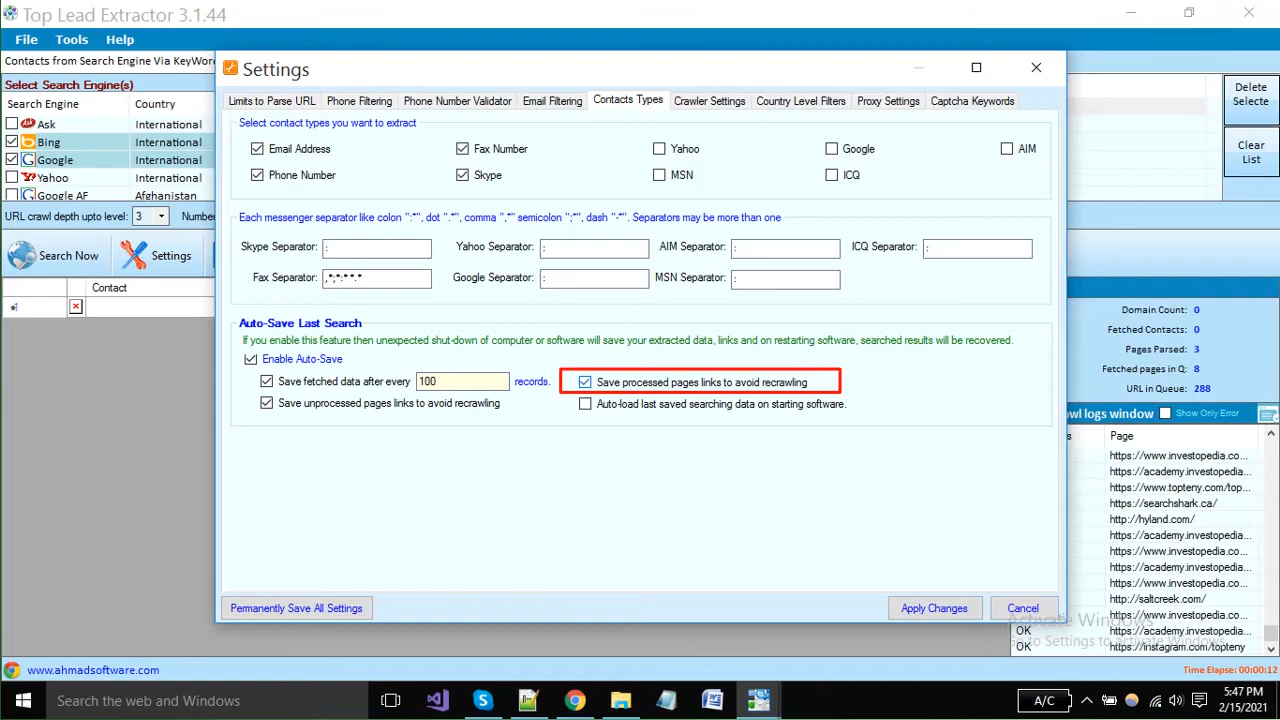 Top Lead Extractor 3.1.44
File Tools Help
Contacts from Search Engine Via KeyWor
Select Search Engine(s)
Search Engine Country
Ask International
Bing International
Google International
Yahoo International
Google AF Afghanistan
URL crawl depth upto level: 3 Number
Search Now Settings
Contact
Settings
Limits to Parse URL Phone Filtering Phone Number Validator Email Filtering Contacts Types Crawler Settings Country Level Filters Proxy Settings Captcha Keywords
Select contact types you want to extract
Email Address Fax Number Yahoo Google AIM
Phone Number Skype MSN ICQ
Each messenger separator like colon ":*", dot ".*", comma ",*" semicolon ";*", dash "-*". Separators may be more than one
Skype Separator: : Yahoo Separator: : AIM Separator: : ICQ Separator: :
Fax Separator: Google Separator: : MSN Separator: :
Auto-Save Last Search
If you enable this feature then unexpected shut-down of computer or software will save your extracted data, links and on restarting software, searched results will be recovered.
Enable Auto-Save
Save fetched data after every 100 records. Save processed pages links to avoid recrawling
Save unprocessed pages links to avoid recrawling Auto-load last saved searching data on starting software.
Permanently Save All Settings Apply Changes Cancel
Delete
Selecte
Clear
List
Domain Count: 0
Fetched Contacts: 0
Pages Parsed: 3
Fetched pages in Q: 8
URL in Queue: 288
wl logs window Show Only Error
s Page
https://www.investopedia.co...
https://academy.investopedia...
https://www.topteny.com/top...
https://searchshark.ca/
http://hyland.com/
https://academy.investopedia...
https://www.investopedia.co...
https://academy.investopedia...
https://www.investopedia.co...
http://saltcreek.com/
https://www.investopedia.co...
OK https://academy.investopedia...
OK https://instagram.com/topteny
Activate Windows
Go to Settings to activate Windows.
www.ahmadsoftware.com
Time Elapse: 00:00:12
Search the web and Windows
A/C
5:47 PM
2/15/2021